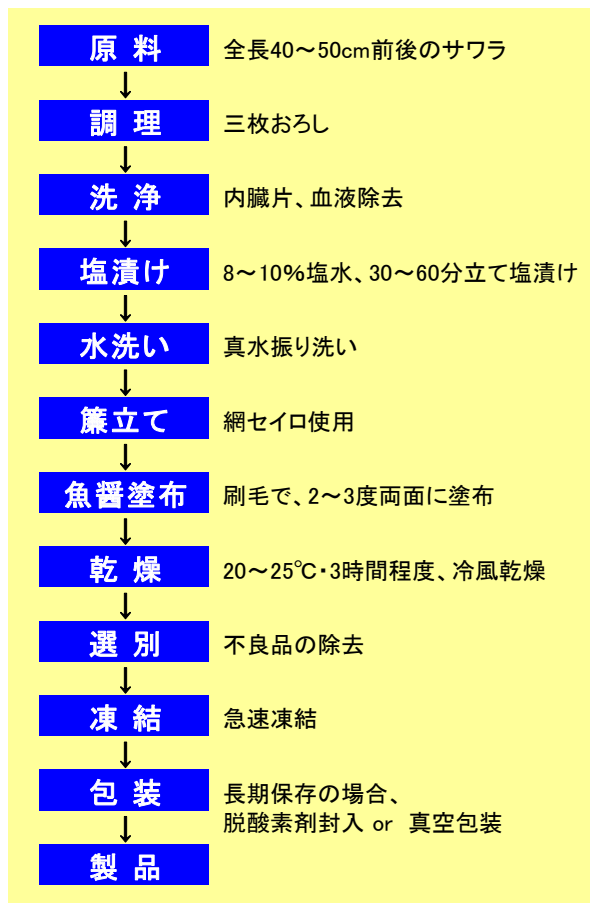 原 料 全長40～50cm前後のサワラ
↓
調 理 三枚おろし
↓
洗 浄 内臓片、血液除去
↓
塩漬け 8～10%塩水、30～60分立て塩漬け
↓
水洗い 真水振り洗い
↓
簾立て 網セイロ使用
↓
魚醤塗布 刷毛で、2～3度両面に塗布
↓
乾 燥 20～25℃・3時間程度、冷風乾燥
↓
選 別 不良品の除去
↓
凍 結 急速凍結
↓
包 装 長期保存の場合、
脱酸素剤封入 or 真空包装
↓
製 品